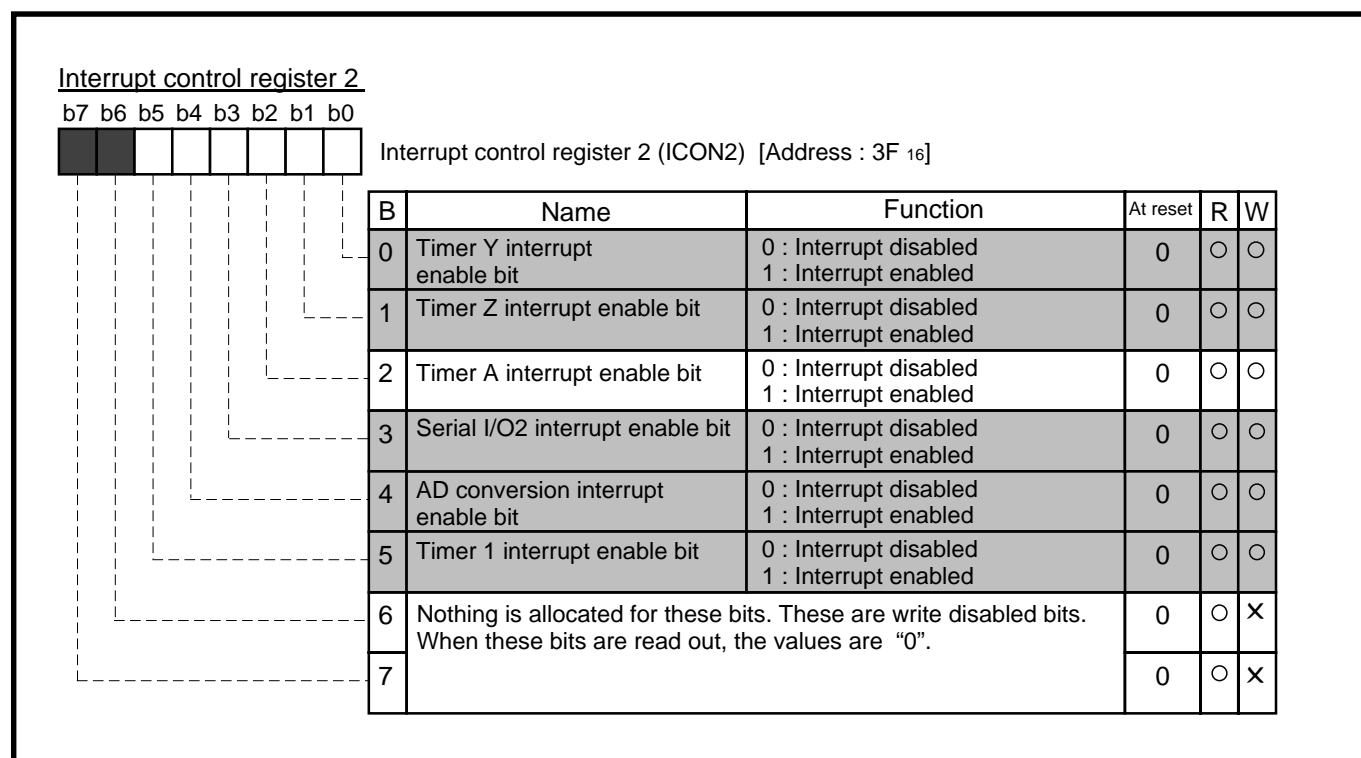 Interrupt control register 2
b7 b6 b5 b4 b3 b2 b1 b0
Interrupt control register 2 (ICON2) [Address : 3F 16]
B Name Function At reset R W
0 Timer Y interrupt 0 : Interrupt disabled 0 ○ ○
enable bit 1 : Interrupt enabled
1 Timer Z interrupt enable bit 0 : Interrupt disabled 0 ○ ○
1 : Interrupt enabled
2 Timer A interrupt enable bit 0 : Interrupt disabled 0 ○ ○
1 : Interrupt enabled
3 Serial I/O2 interrupt enable bit 0 : Interrupt disabled 0 ○ ○
1 : Interrupt enabled
4 AD conversion interrupt 0 : Interrupt disabled 0 ○ ○
enable bit 1 : Interrupt enabled
5 Timer 1 interrupt enable bit 0 : Interrupt disabled 0 ○ ○
1 : Interrupt enabled
6 Nothing is allocated for these bits. These are write disabled bits. 0 ○ ×
When these bits are read out, the values are “0”.
7 0 ○ ×